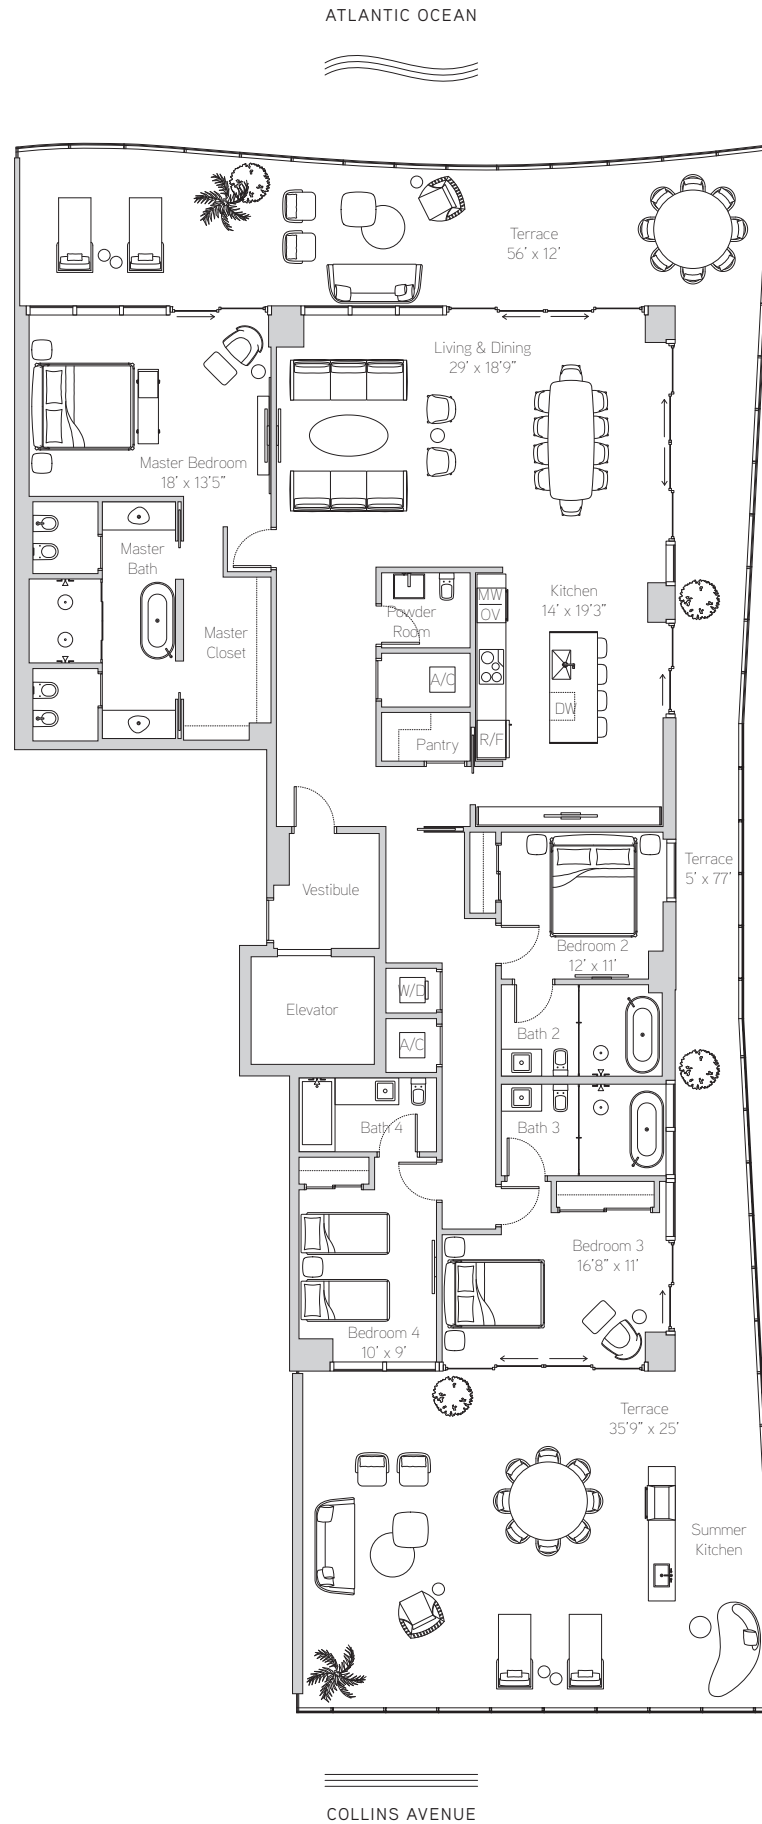 ATLANTIC OCEAN
Terrace
56' x 12'
Living & Dining
29' x 18'9"
Master Bedroom
18' x 13'5"
Master
Bath
Master
Closet
Powder
Room
MW
OV
Kitchen
14' x 19'3"
A/C
DW
Pantry
R/F
Terrace
5' x 77'
Vestibule
Bedroom 2
12' x 11'
Elevator
W/D
A/C
Bath 2
Bath 4
Bath 3
Bedroom 3
16'8" x 11'
Bedroom 4
10' x 9'
Terrace
35'9" x 25'
Summer
Kitchen
COLLINS AVENUE